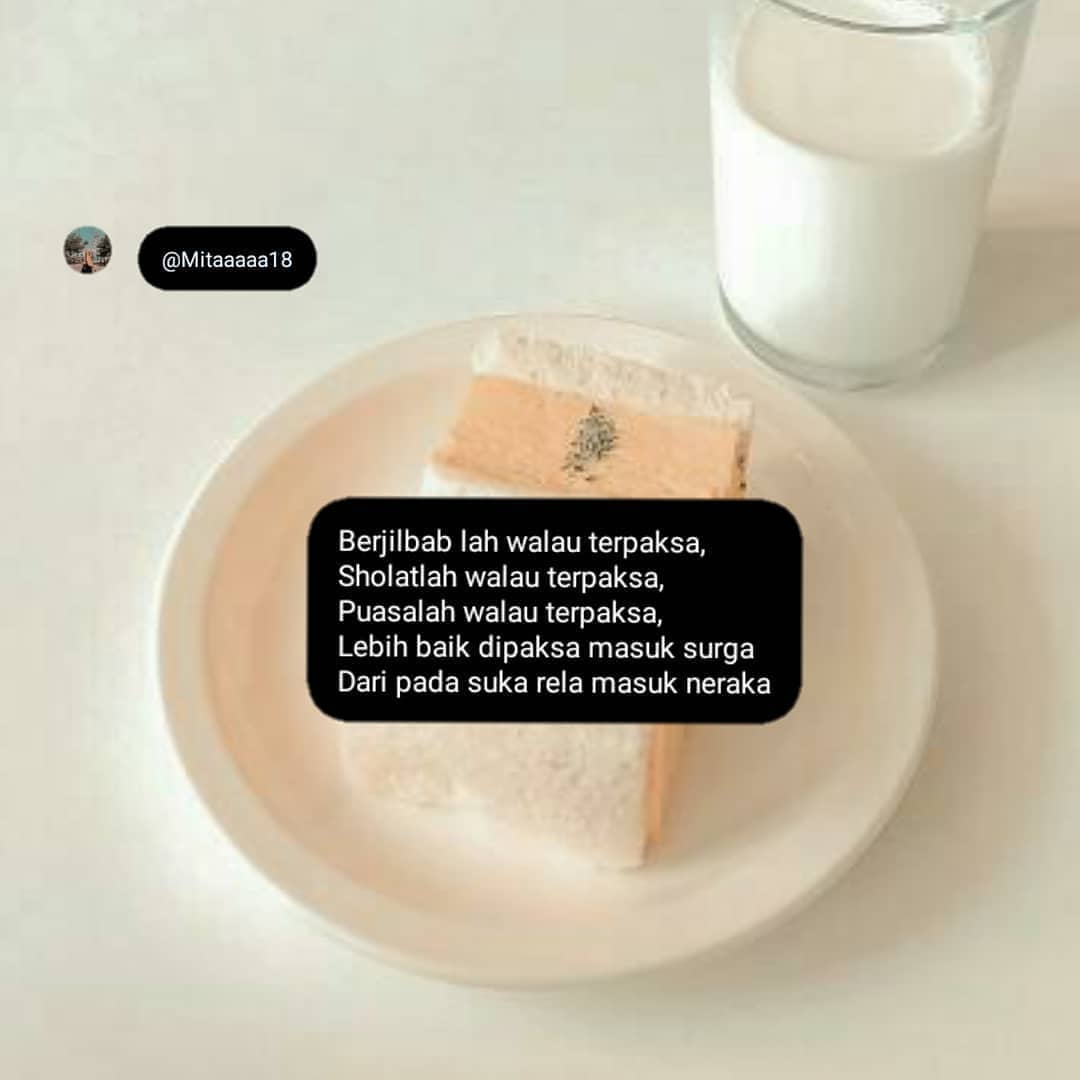 @Mitaaaaa18
Berjilbab lah walau terpaksa,
Sholatlah walau terpaksa,
Puasalah walau terpaksa,
Lebih baik dipaksa masuk surga
Dari pada suka rela masuk neraka